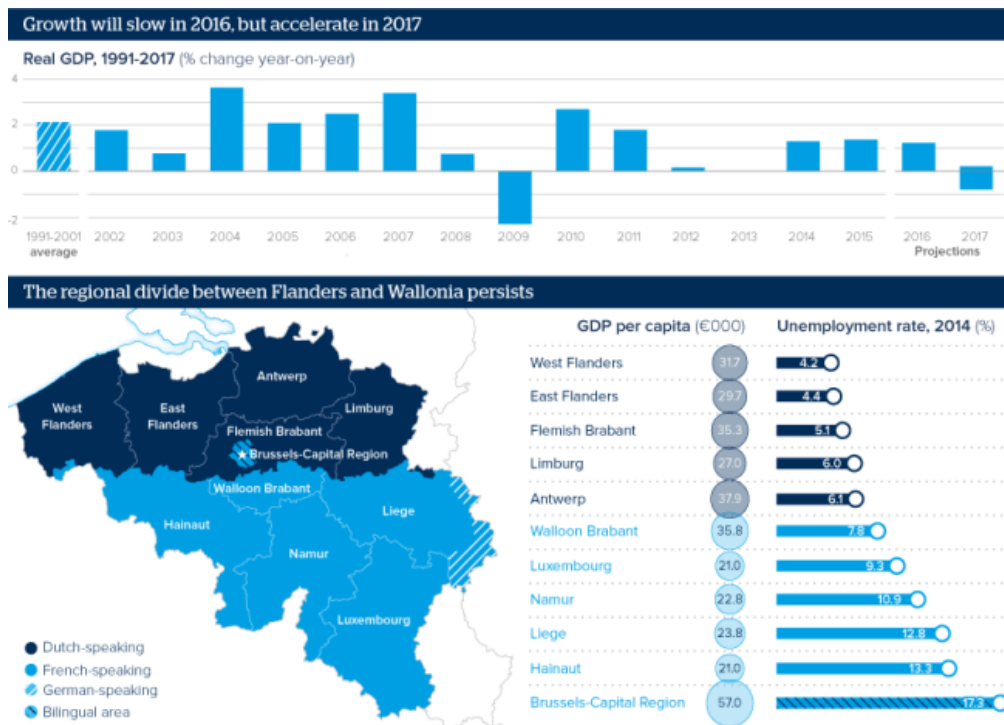 Growth will slow in 2016, but accelerate in 2017
Real GDP, 1991-2017 (% change year-on-year)
4
2
0
-2
1991-2001 2002 2003 2004 2005 2006 2007 2008 2009 2010 2011 2012 2013 2014 2015 2016 2017
average Projections
The regional divide between Flanders and Wallonia persists
West Flanders
East Flanders
Antwerp
Limburg
Flemish Brabant
Brussels-Capital Region
Walloon Brabant
Hainaut
Liege
Namur
Luxembourg
Dutch-speaking
French-speaking
German-speaking
Bilingual area
GDP per capita (€000) Unemployment rate, 2014 (%)
West Flanders 31.7 4.2
East Flanders 29.7 4.4
Flemish Brabant 35.3 5.1
Limburg 27.0 6.0
Antwerp 37.9 6.1
Walloon Brabant 35.8 7.8
Luxembourg 21.0 9.3
Namur 22.8 10.9
Liege 23.8 12.8
Hainaut 21.0 13.3
Brussels-Capital Region 57.0 17.3